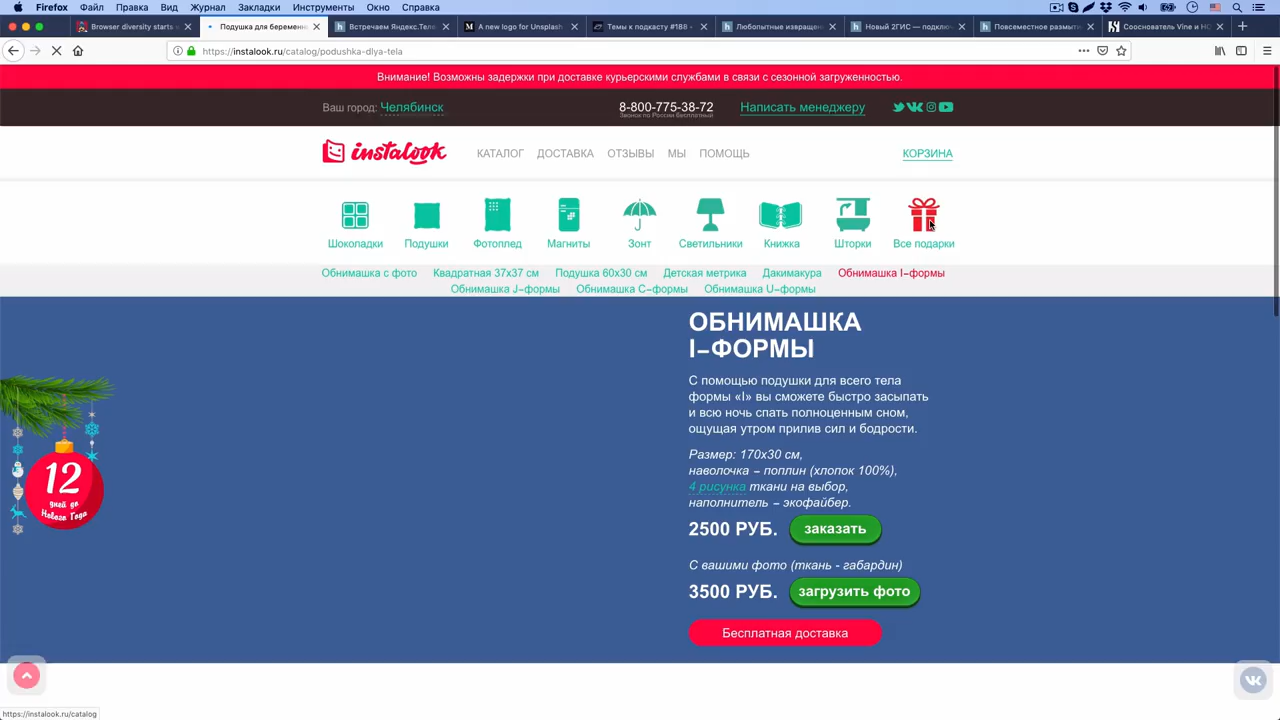 Firefox Файл Правка Вид Журнал Закладки Инструменты Окно Справка
Browser diversity starts
Подушка для беременн
Встречаем Яндекс.Теле
A new logo for Unsplash
Темы к подкасту #188
Любопытные извращен
Новый 2ГИС — подклю
Повсеместное размыти
Сооснователь Vine и HQ
https://instalook.ru/catalog/podushka-dlya-tela
Внимание! Возможны задержки при доставке курьерскими службами в связи с сезонной загруженностью.
Ваш город: Челябинск
8-800-775-38-72
Звонок по России бесплатный
Написать менеджеру
instalook
КАТАЛОГ ДОСТАВКА ОТЗЫВЫ МЫ ПОМОЩЬ
КОРЗИНА
Шоколадки Подушки Фотоплед Магниты Зонт Светильники Книжка Шторки Все подарки
Обнимашка с фото Квадратная 37х37 см Подушка 60х30 см Детская метрика Дакимакура Обнимашка I-формы
Обнимашка J-формы Обнимашка C-формы Обнимашка U-формы
ОБНИМАШКА
I-ФОРМЫ
С помощью подушки для всего тела
формы «I» вы сможете быстро засыпать
и всю ночь спать полноценным сном,
ощущая утром прилив сил и бодрости.
Размер: 170х30 см,
наволочка – поплин (хлопок 100%),
4 рисунка ткани на выбор,
наполнитель – экофайбер.
2500 РУБ. заказать
С вашими фото (ткань - габардин)
3500 РУБ. загрузить фото
Бесплатная доставка
12
дней до
Нового Года
https://instalook.ru/catalog